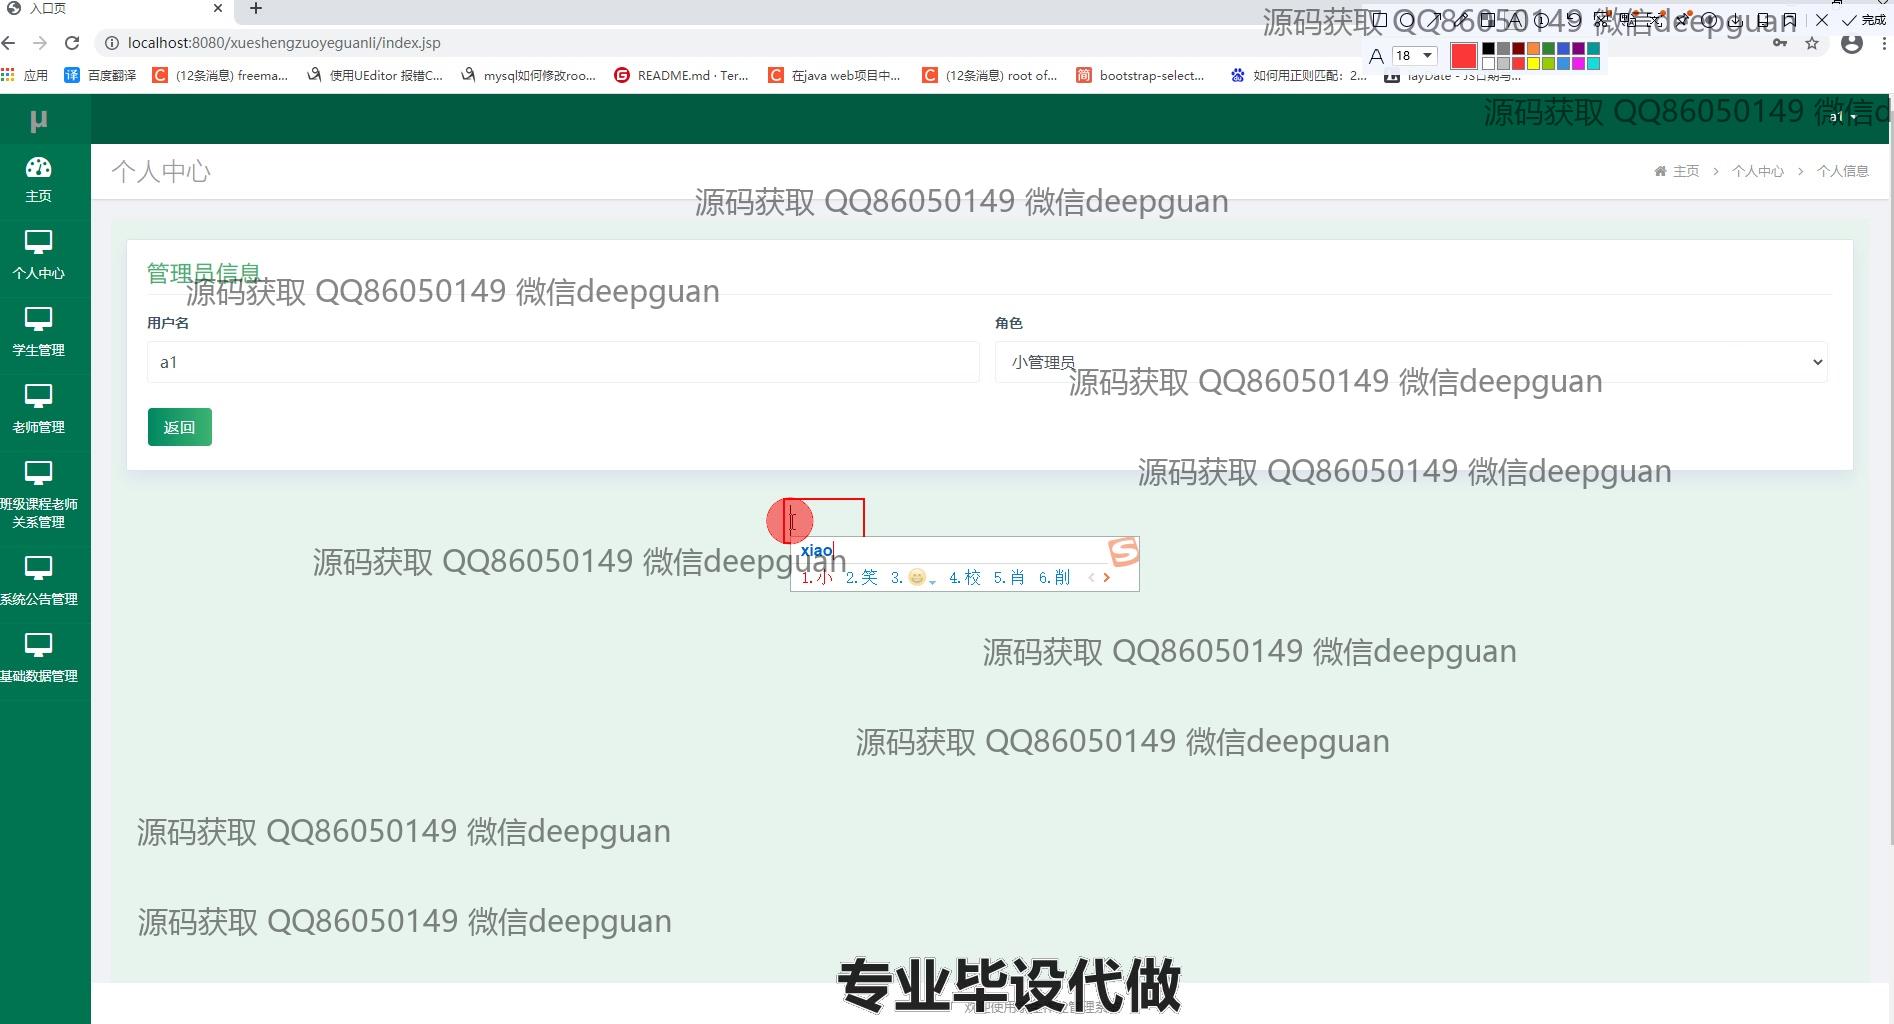 入口页
localhost:8080/xueshengzuoyeguanli/index.jsp
源码获取 QQ86050149 微信deepguan
完成
A 18
应用 百度翻译 (12条消息) freema... 使用UEditor 报错C... mysql如何修改roo... README.md · Ter... 在java web项目中... (12条消息) root of... bootstrap-select... 如何用正则匹配：2... layDate - JS日期与...
源码获取 QQ86050149 微信d
a1
µ
主页
个人中心
学生管理
老师管理
班级课程老师
关系管理
系统公告管理
基础数据管理
个人中心
主页 > 个人中心 > 个人信息
源码获取 QQ86050149 微信deepguan
管理员信息
源码获取 QQ86050149 微信deepguan
用户名 角色
a1 小管理员
源码获取 QQ86050149 微信deepguan
返回
源码获取 QQ86050149 微信deepguan
xiao
源码获取 QQ86050149 微信deepguan
1.小 2.笑 3. 4.校 5.肖 6.削
源码获取 QQ86050149 微信deepguan
源码获取 QQ86050149 微信deepguan
源码获取 QQ86050149 微信deepguan
源码获取 QQ86050149 微信deepguan
专业毕设代做